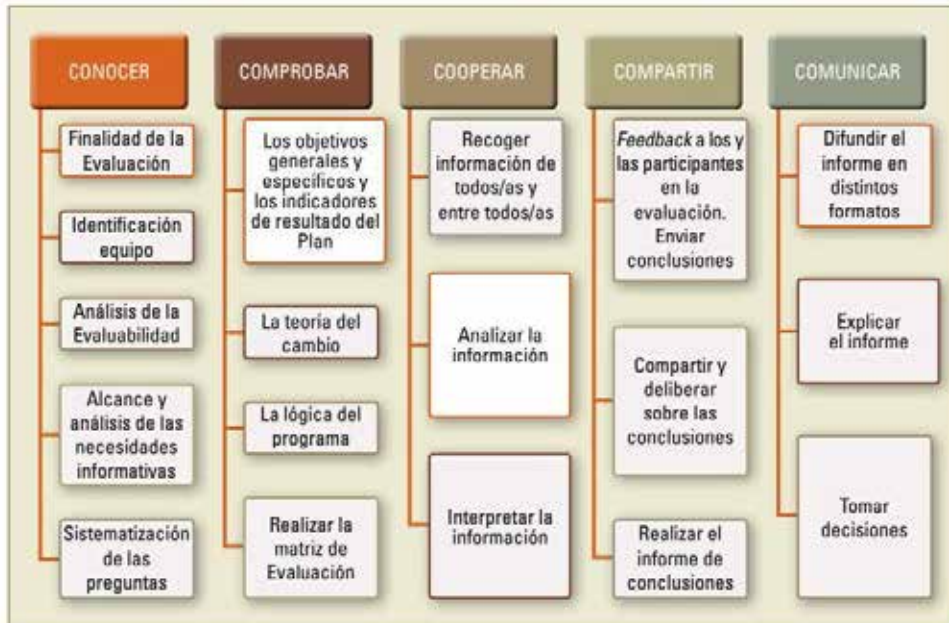 CONOCER
Finalidad de la
Evaluación
Identificación
equipo
Análisis de la
Evaluabilidad
Alcance y
análisis de las
necesidades
informativas
Sistematización
de las
preguntas
COMPROBAR
Los objetivos
generales y
específicos y
los indicadores
de resultado del
Plan
La teoría del
cambio
La lógica del
programa
Realizar la
matriz de
Evaluación
COOPERAR
Recoger
información de
todos/as y
entre todos/as
Analizar la
información
Interpretar la
información
COMPARTIR
Feedback a los y
las participantes
en la
evaluación.
Enviar
conclusiones
Compartir y
deliberar
sobre las
conclusiones
Realizar el
informe de
conclusiones
COMUNICAR
Difundir el
informe en
distintos
formatos
Explicar
el informe
Tomar
decisiones